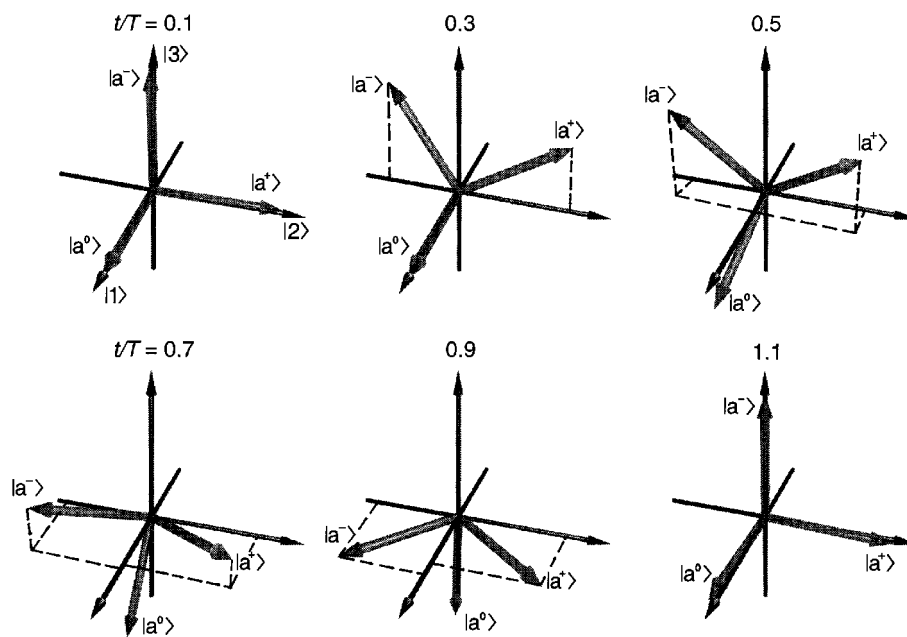 t/T = 0.1
0.3
0.5
|3⟩
|a⁻⟩
|a⁺⟩
|2⟩
|a⁰⟩
|1⟩
|a⁻⟩
|a⁺⟩
|a⁰⟩
|a⁻⟩
|a⁺⟩
|a⁰⟩
t/T = 0.7
0.9
1.1
|a⁻⟩
|a⁺⟩
|a⁰⟩
|a⁻⟩
|a⁺⟩
|a⁰⟩
|a⁻⟩
|a⁺⟩
|a⁰⟩